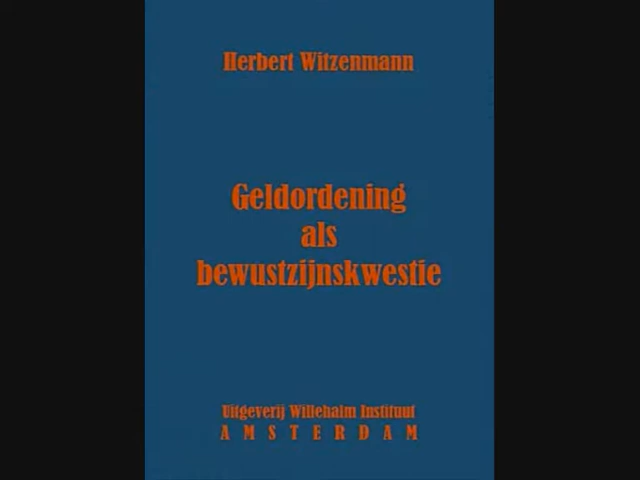 Herbert Witzenmann
Geldordening
als
bewustzijnskwestie
Uitgeverij Willehalm Instituut
AMSTERDAM